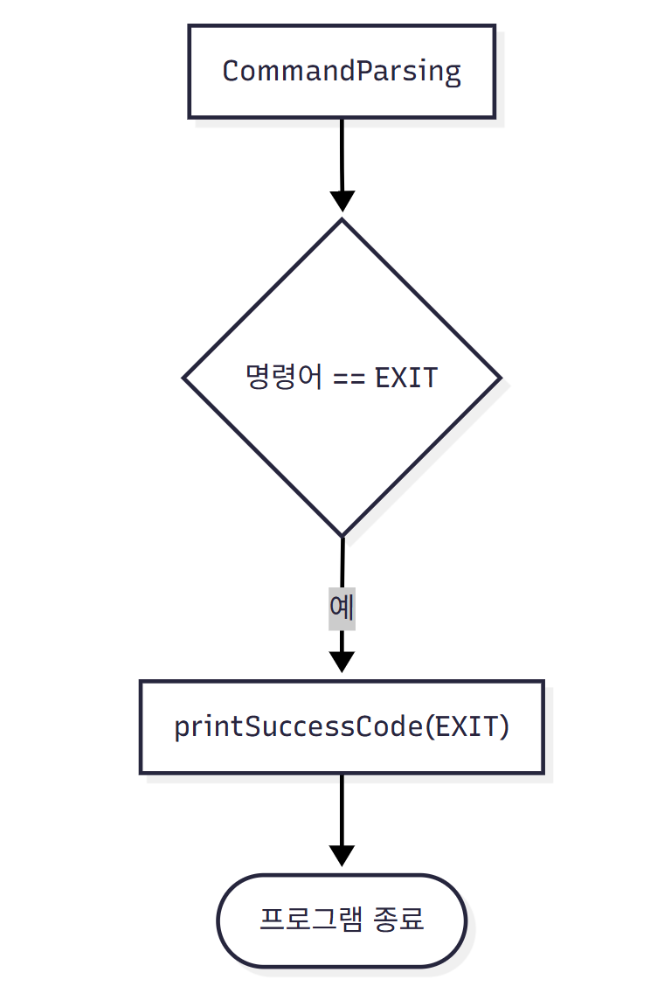 CommandParsing
명령어 == EXIT
예
printSuccessCode(EXIT)
프로그램 종료